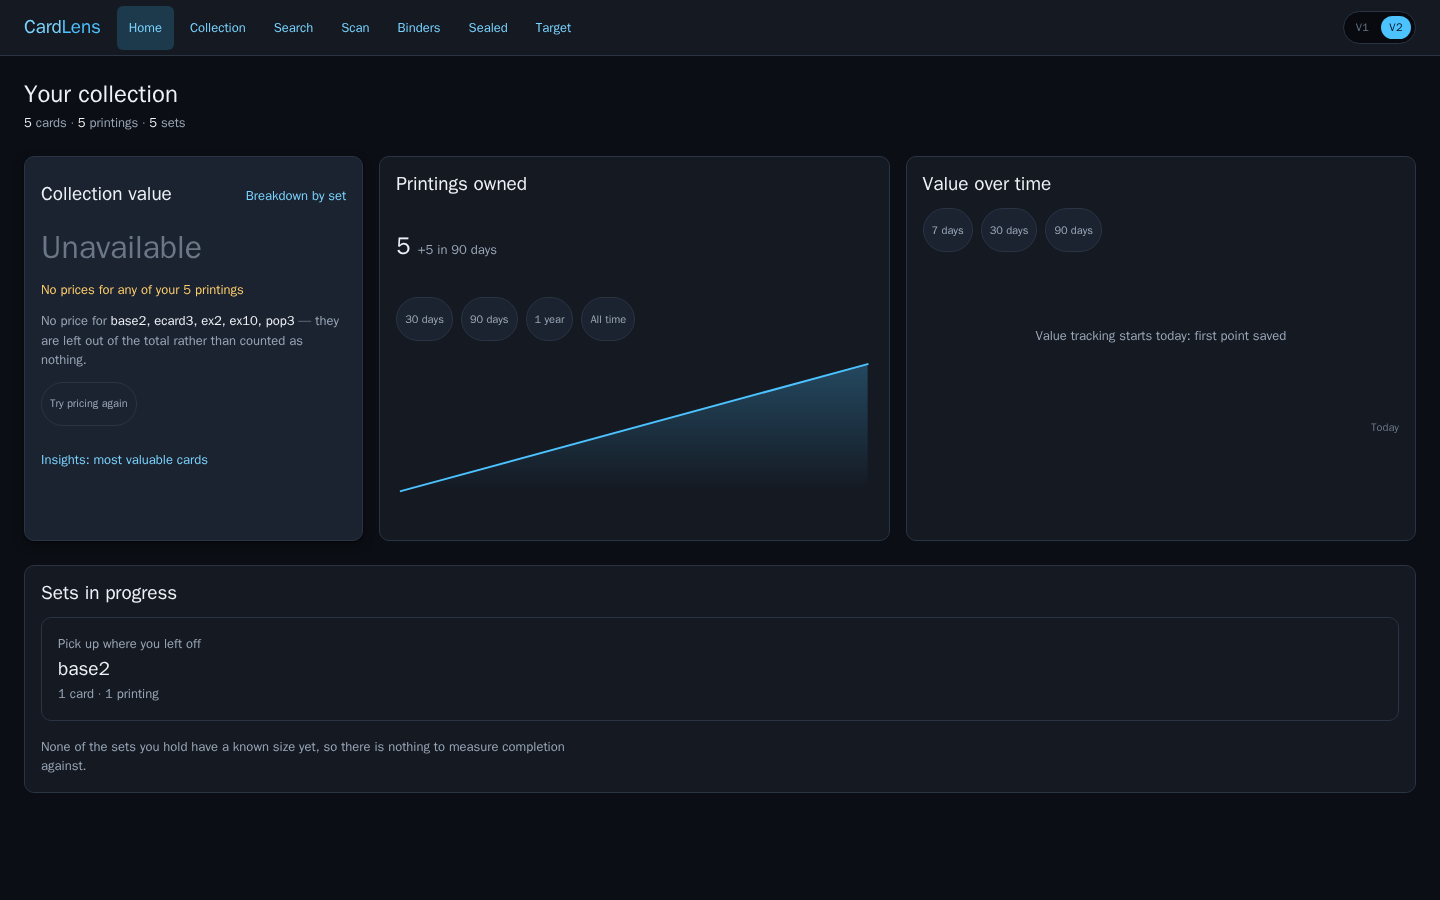 CardLens Home Collection Search Scan Binders Sealed Target V1 V2
Your collection
5 cards · 5 printings · 5 sets
Collection value Breakdown by set
Unavailable
No prices for any of your 5 printings
No price for base2, ecard3, ex2, ex10, pop3 — they
are left out of the total rather than counted as
nothing.
Try pricing again
Insights: most valuable cards
Printings owned
5 +5 in 90 days
30 days 90 days 1 year All time
Value over time
7 days 30 days 90 days
Value tracking starts today: first point saved
Today
Sets in progress
Pick up where you left off
base2
1 card · 1 printing
None of the sets you hold have a known size yet, so there is nothing to measure completion
against.